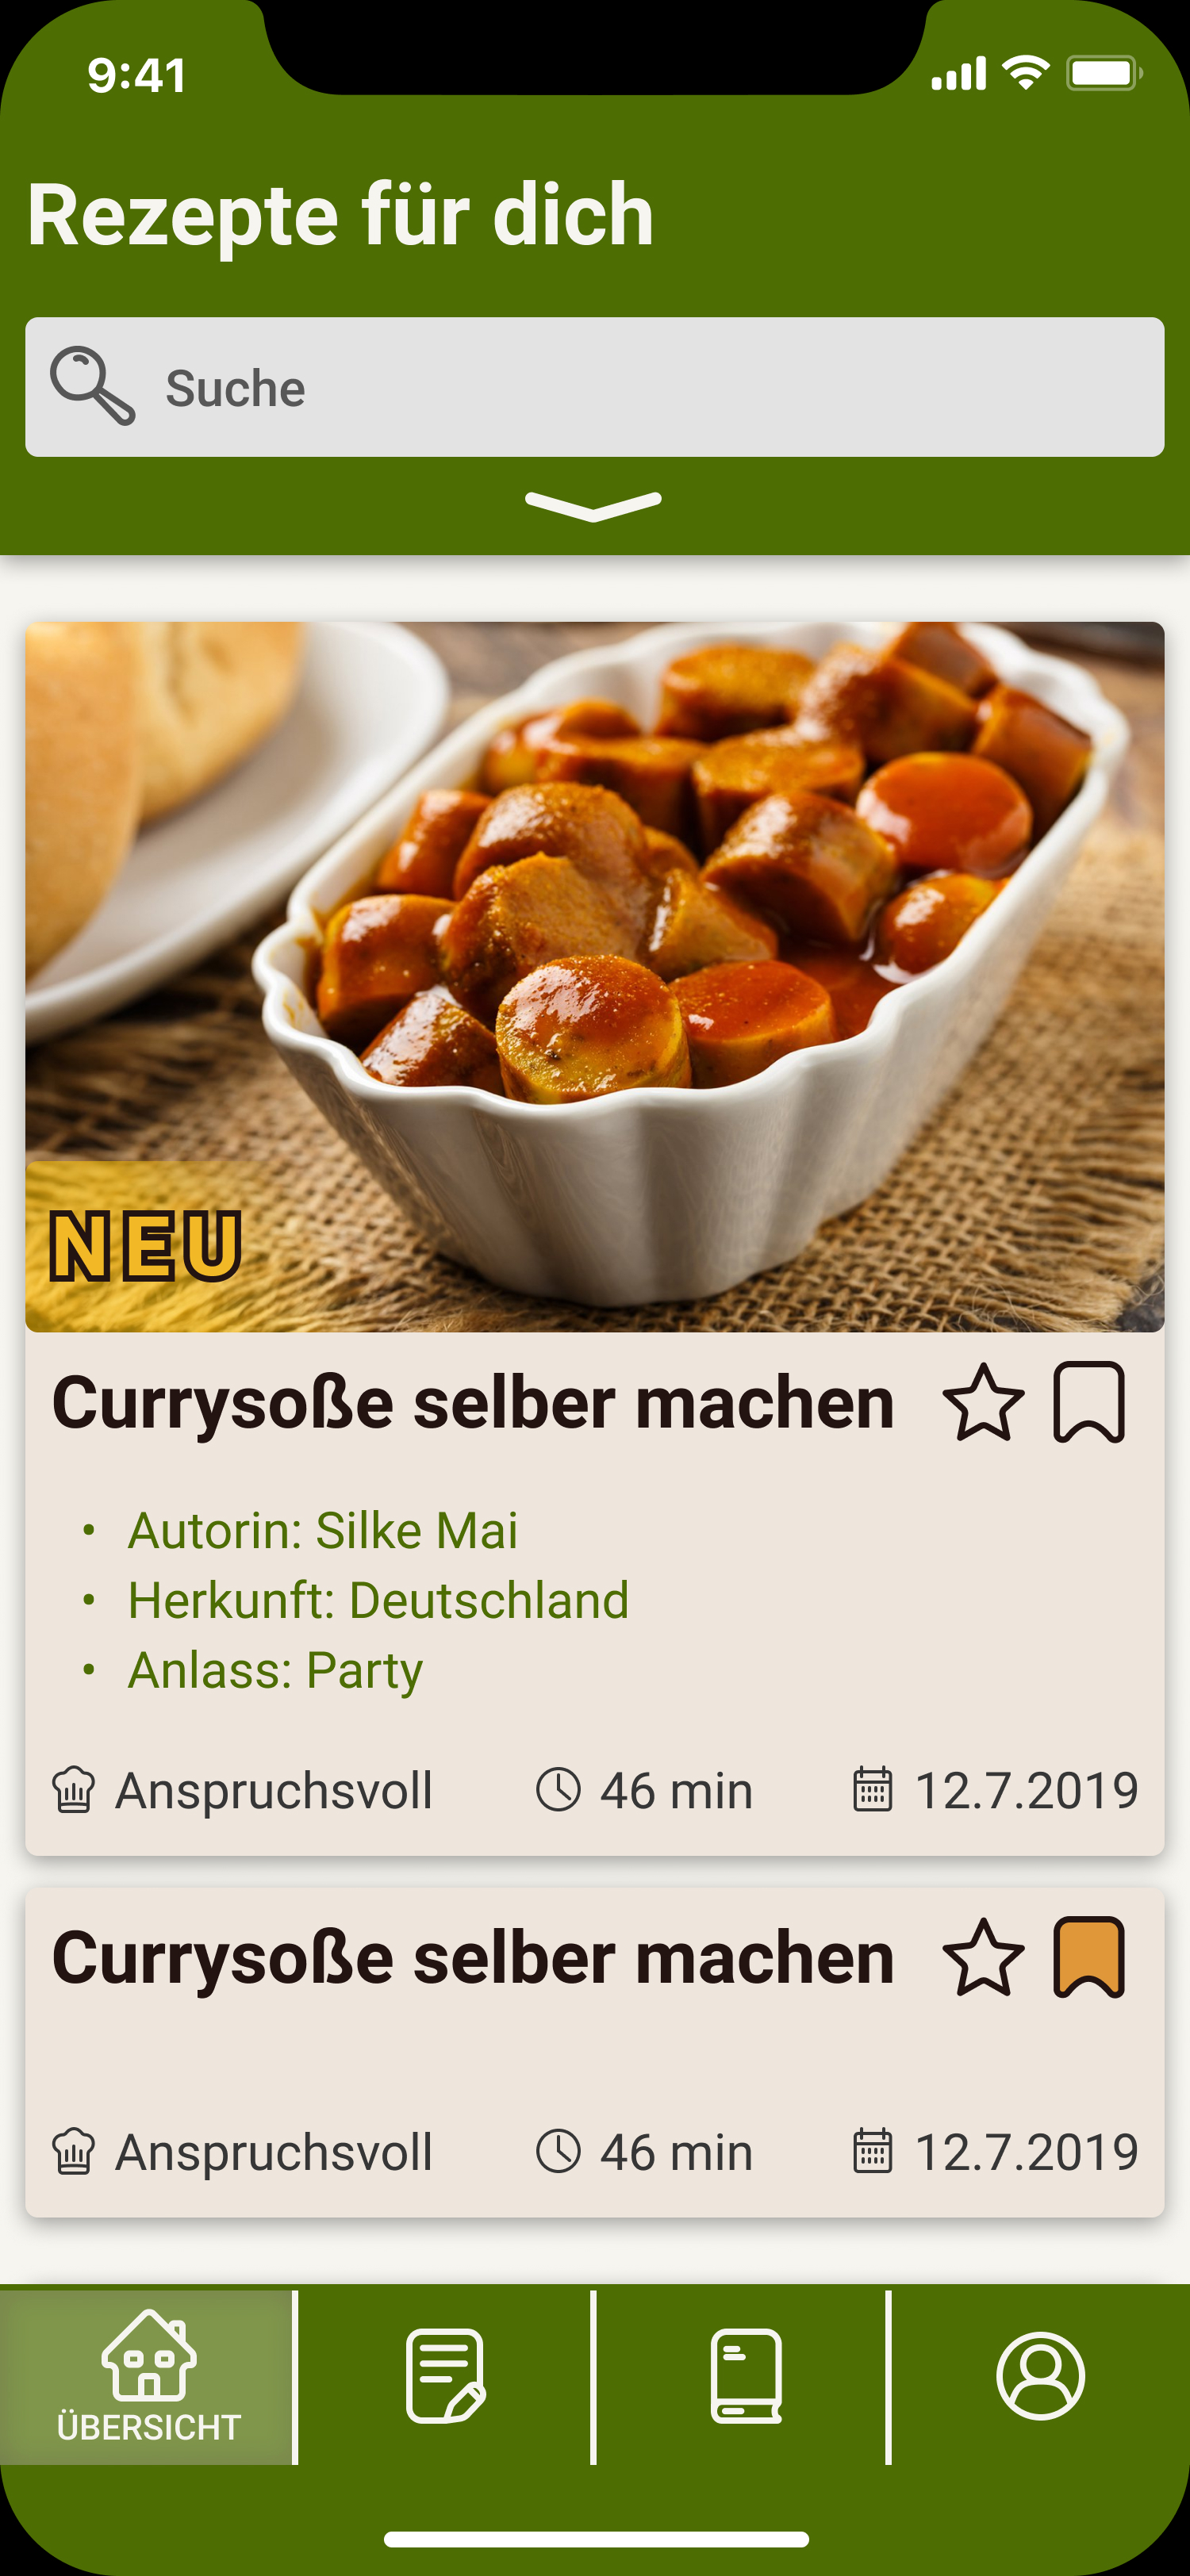 9:41
Rezepte für dich
Suche
NEU
Currysoße selber machen
• Autorin: Silke Mai
• Herkunft: Deutschland
• Anlass: Party
Anspruchsvoll 46 min 12.7.2019
Currysoße selber machen
Anspruchsvoll 46 min 12.7.2019
ÜBERSICHT